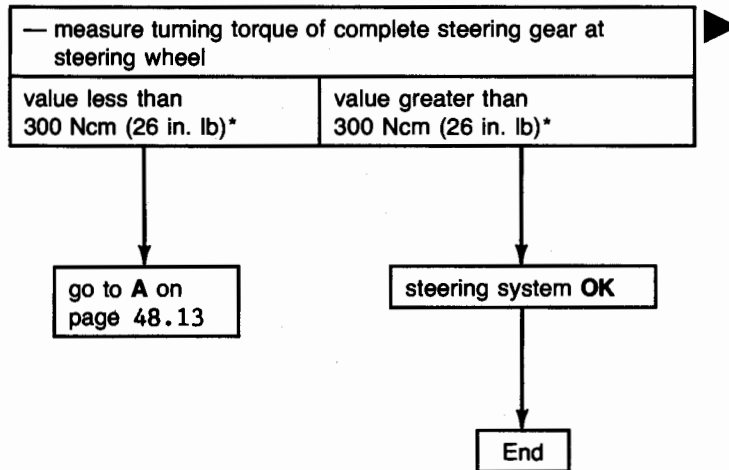 — measure turning torque of complete steering gear at
steering wheel
value less than
300 Ncm (26 in. lb)*
value greater than
300 Ncm (26 in. lb)*
go to A on
page 48.13
steering system OK
End